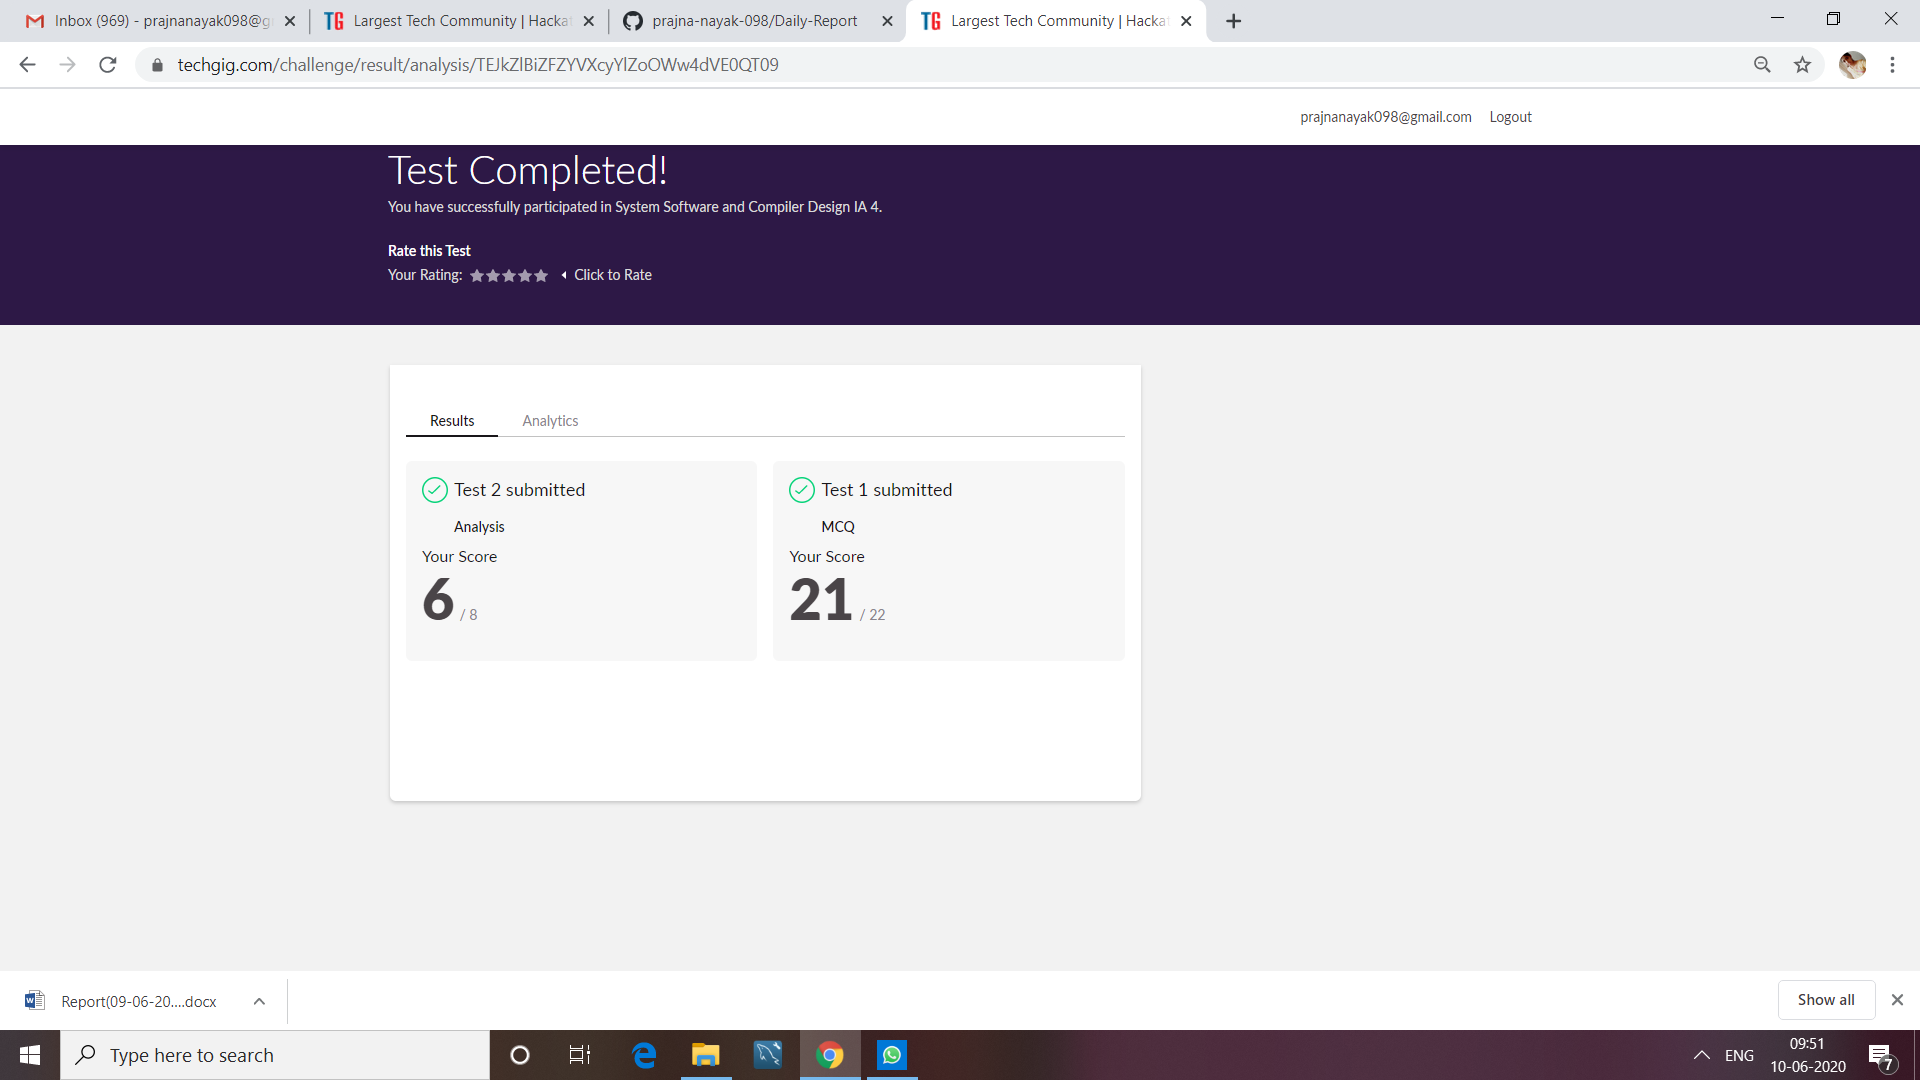 Inbox (969) - prajnanayak098@g
Largest Tech Community | Hacka
prajna-nayak-098/Daily-Report
Largest Tech Community | Hacka
techgig.com/challenge/result/analysis/TEJkZlBiZFZYVXcyYlZoOWw4dVE0QT09
prajnanayak098@gmail.com Logout
Test Completed!
You have successfully participated in System Software and Compiler Design IA 4.
Rate this Test
Your Rating: Click to Rate
Results Analytics
Test 2 submitted
Analysis
Your Score
6 / 8
Test 1 submitted
MCQ
Your Score
21 / 22
Report(09-06-20....docx
Show all
Type here to search
ENG
09:51
10-06-2020
7